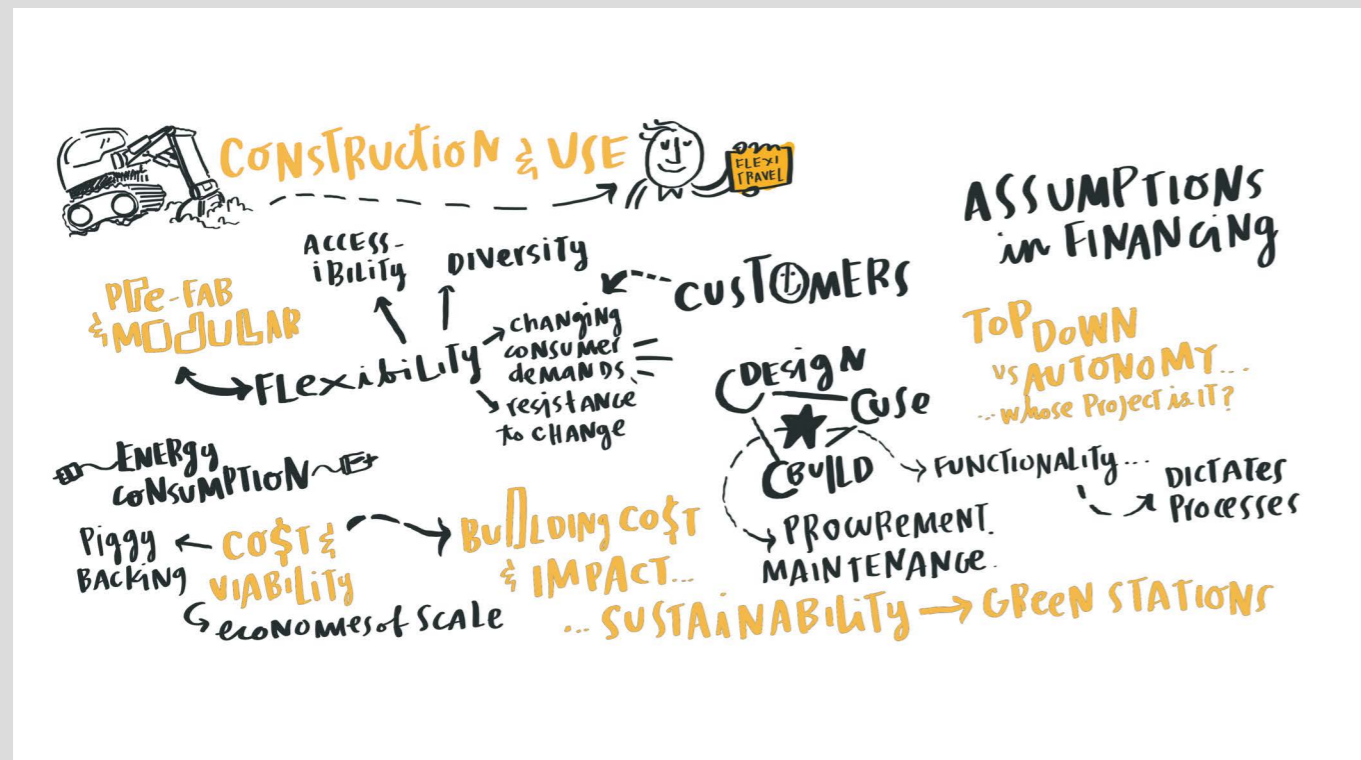 CONSTRUCTION & USE
FLEXI
TRAVEL
ASSUMPTIONS
in FINANCING
ACCESS-
iBiLiTy
DIVERSITY
CUSTOMERS
PRE-FAB
& MODULAR
FLEXIBILITY
CHANGING
CONSUMER
DEMANDS
RESISTANCE
to CHANGE
DESIGN
USE
BUILD
TOP DOWN
VS AUTONOMY...
...WHOSE PROJECT is IT?
ENERGY
CONSUMPTION
FUNCTIONALITY...
DICTATES
PROCESSES
PROCUREMENT.
MAINTENANCE.
PIGGY
BACKING
CO$T &
VIABILITY
ECONOMIES of SCALE
BUILDING CO$T
& IMPACT...
... SUSTAINABILITY → GREEN STATIONS